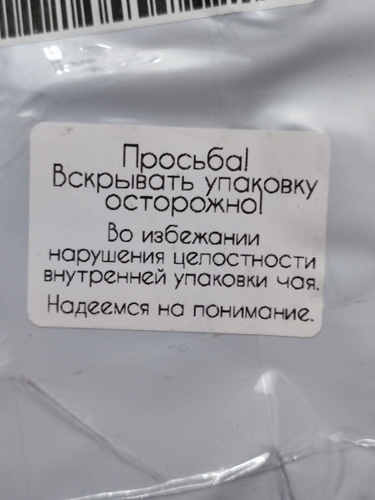 Просьба!
Вскрывать упаковку
осторожно!
Во избежании
нарушения целостности
внутренней упаковки чая.
Надеемся на понимание.